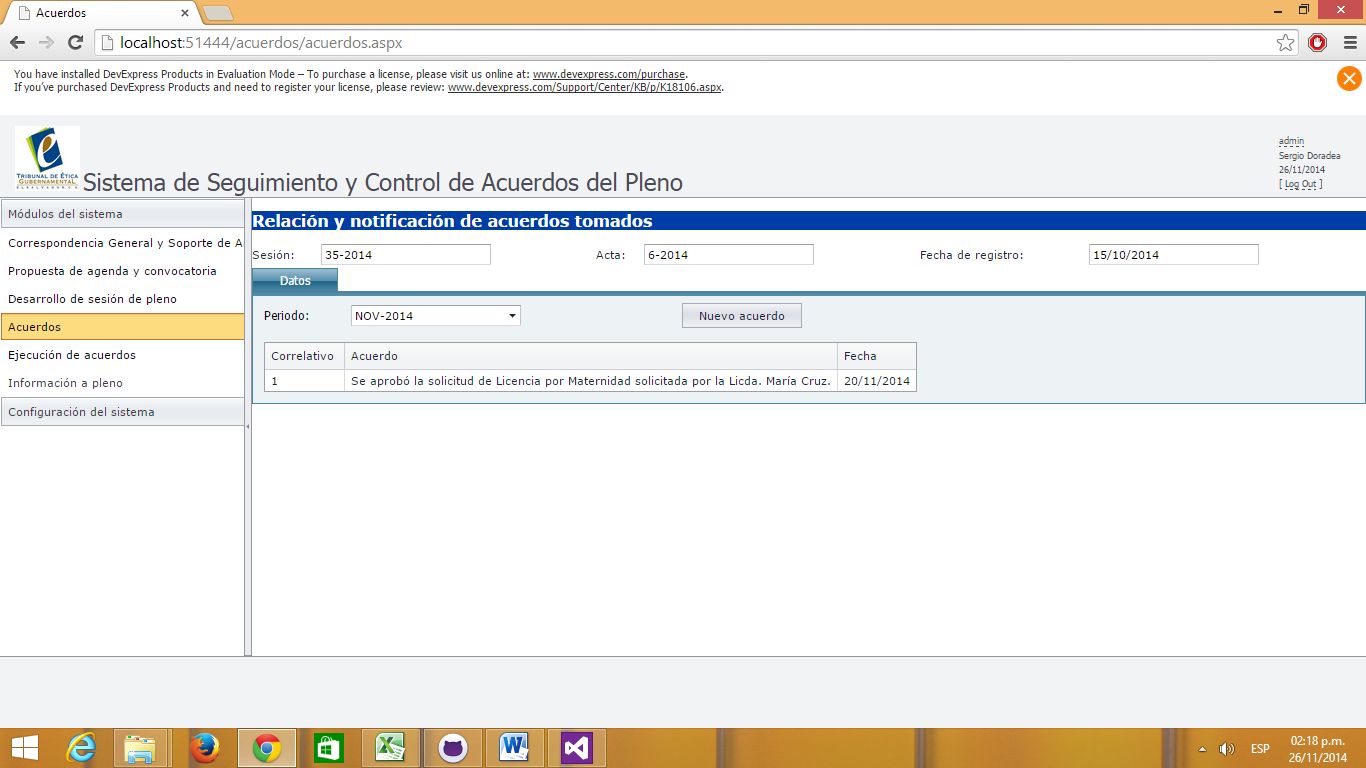 Acuerdos
localhost:51444/acuerdos/acuerdos.aspx
You have installed DevExpress Products in Evaluation Mode – To purchase a license, please visit us online at: www.devexpress.com/purchase.
If you've purchased DevExpress Products and need to register your license, please review: www.devexpress.com/Support/Center/KB/p/K18106.aspx.
TRIBUNAL DE ÉTICA
GUBERNAMENTAL
Sistema de Seguimiento y Control de Acuerdos del Pleno
admin
Sergio Doradea
26/11/2014
[ Log Out ]
Módulos del sistema
Correspondencia General y Soporte de A
Propuesta de agenda y convocatoria
Desarrollo de sesión de pleno
Acuerdos
Ejecución de acuerdos
Información a pleno
Configuración del sistema
Relación y notificación de acuerdos tomados
Sesión: 35-2014 Acta: 6-2014 Fecha de registro: 15/10/2014
Datos
Periodo: NOV-2014 Nuevo acuerdo
Correlativo Acuerdo Fecha
1 Se aprobó la solicitud de Licencia por Maternidad solicitada por la Licda. María Cruz. 20/11/2014
ESP
02:18 p.m.
26/11/2014